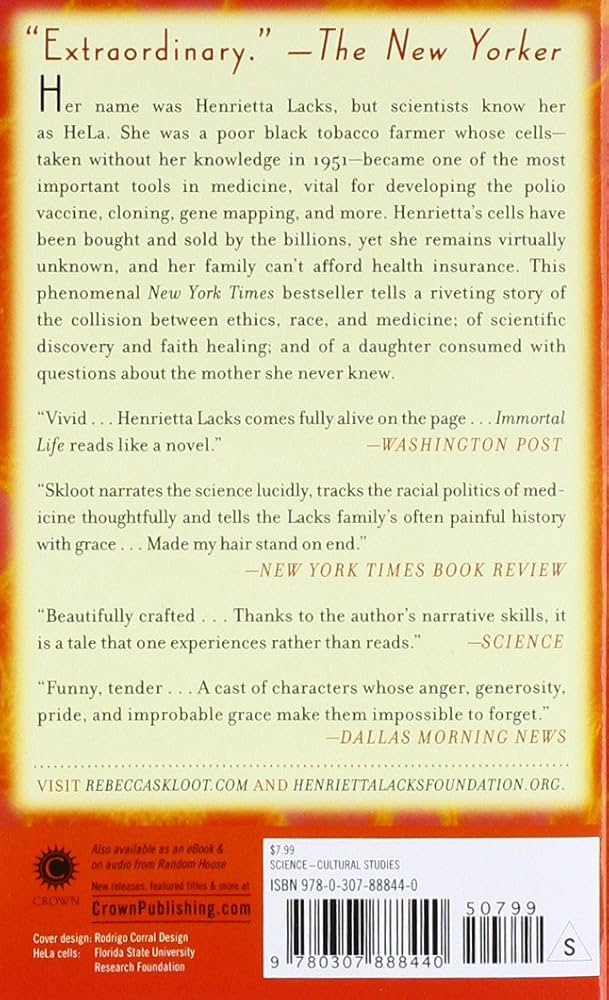 “Extraordinary.” —The New Yorker
Her name was Henrietta Lacks, but scientists know her
as HeLa. She was a poor black tobacco farmer whose cells—
taken without her knowledge in 1951—became one of the most
important tools in medicine, vital for developing the polio
vaccine, cloning, gene mapping, and more. Henrietta’s cells have
been bought and sold by the billions, yet she remains virtually
unknown, and her family can’t afford health insurance. This
phenomenal New York Times bestseller tells a riveting story of
the collision between ethics, race, and medicine; of scientific
discovery and faith healing; and of a daughter consumed with
questions about the mother she never knew.
“Vivid . . . Henrietta Lacks comes fully alive on the page . . . Immortal
Life reads like a novel.” —WASHINGTON POST
“Skloot narrates the science lucidly, tracks the racial politics of med-
icine thoughtfully and tells the Lacks family’s often painful history
with grace . . . Made my hair stand on end.”
—NEW YORK TIMES BOOK REVIEW
“Beautifully crafted . . . Thanks to the author’s narrative skills, it
is a tale that one experiences rather than reads.” —SCIENCE
“Funny, tender . . . A cast of characters whose anger, generosity,
pride, and improbable grace make them impossible to forget.”
—DALLAS MORNING NEWS
VISIT REBECCASKLOOT.COM AND HENRIETTALACKSFOUNDATION.ORG.
C
CROWN
Also available as an eBook &
on audio from Random House
New releases, featured titles & more at
CrownPublishing.com
Cover design: Rodrigo Corral Design
HeLa cells: Florida State University
Research Foundation
$7.99
SCIENCE—CULTURAL STUDIES
ISBN 978-0-307-88844-0
50799
9 780307 888440
S